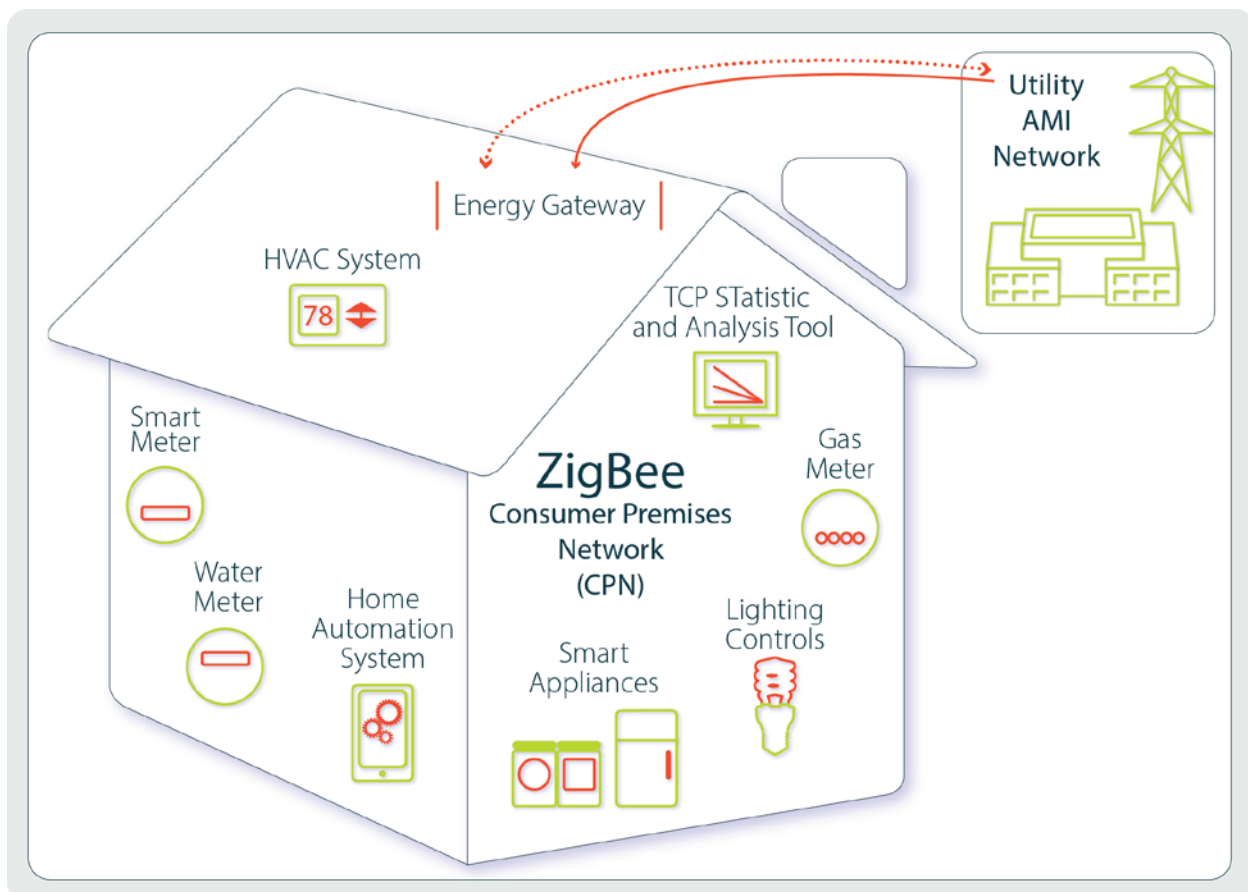 Utility
AMI
Network
Energy Gateway
HVAC System
78
TCP STatistic
and Analysis Tool
Smart
Meter
Gas
Meter
ZigBee
Consumer Premises
Network
(CPN)
Water
Meter
Home
Automation
System
Lighting
Controls
Smart
Appliances